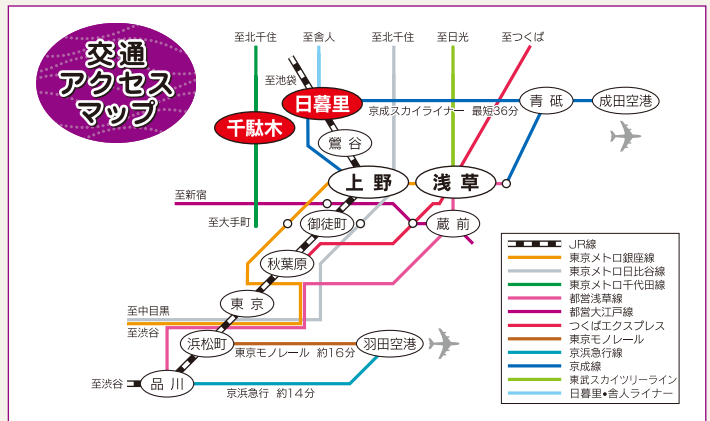 交通
アクセス
マップ
至北千住
至舎人
至北千住
至日光
至つくば
至池袋
日暮里
京成スカイライナー 最短36分
青砥
成田空港
千駄木
鶯谷
上野
浅草
至新宿
至大手町
御徒町
蔵前
秋葉原
東京
至中目黒
至渋谷
浜松町
東京モノレール 約16分
羽田空港
至渋谷
品川
京浜急行 約14分
JR線
東京メトロ銀座線
東京メトロ日比谷線
東京メトロ千代田線
都営浅草線
都営大江戸線
つくばエクスプレス
東京モノレール
京浜急行線
京成線
東武スカイツリーライン
日暮里•舎人ライナー